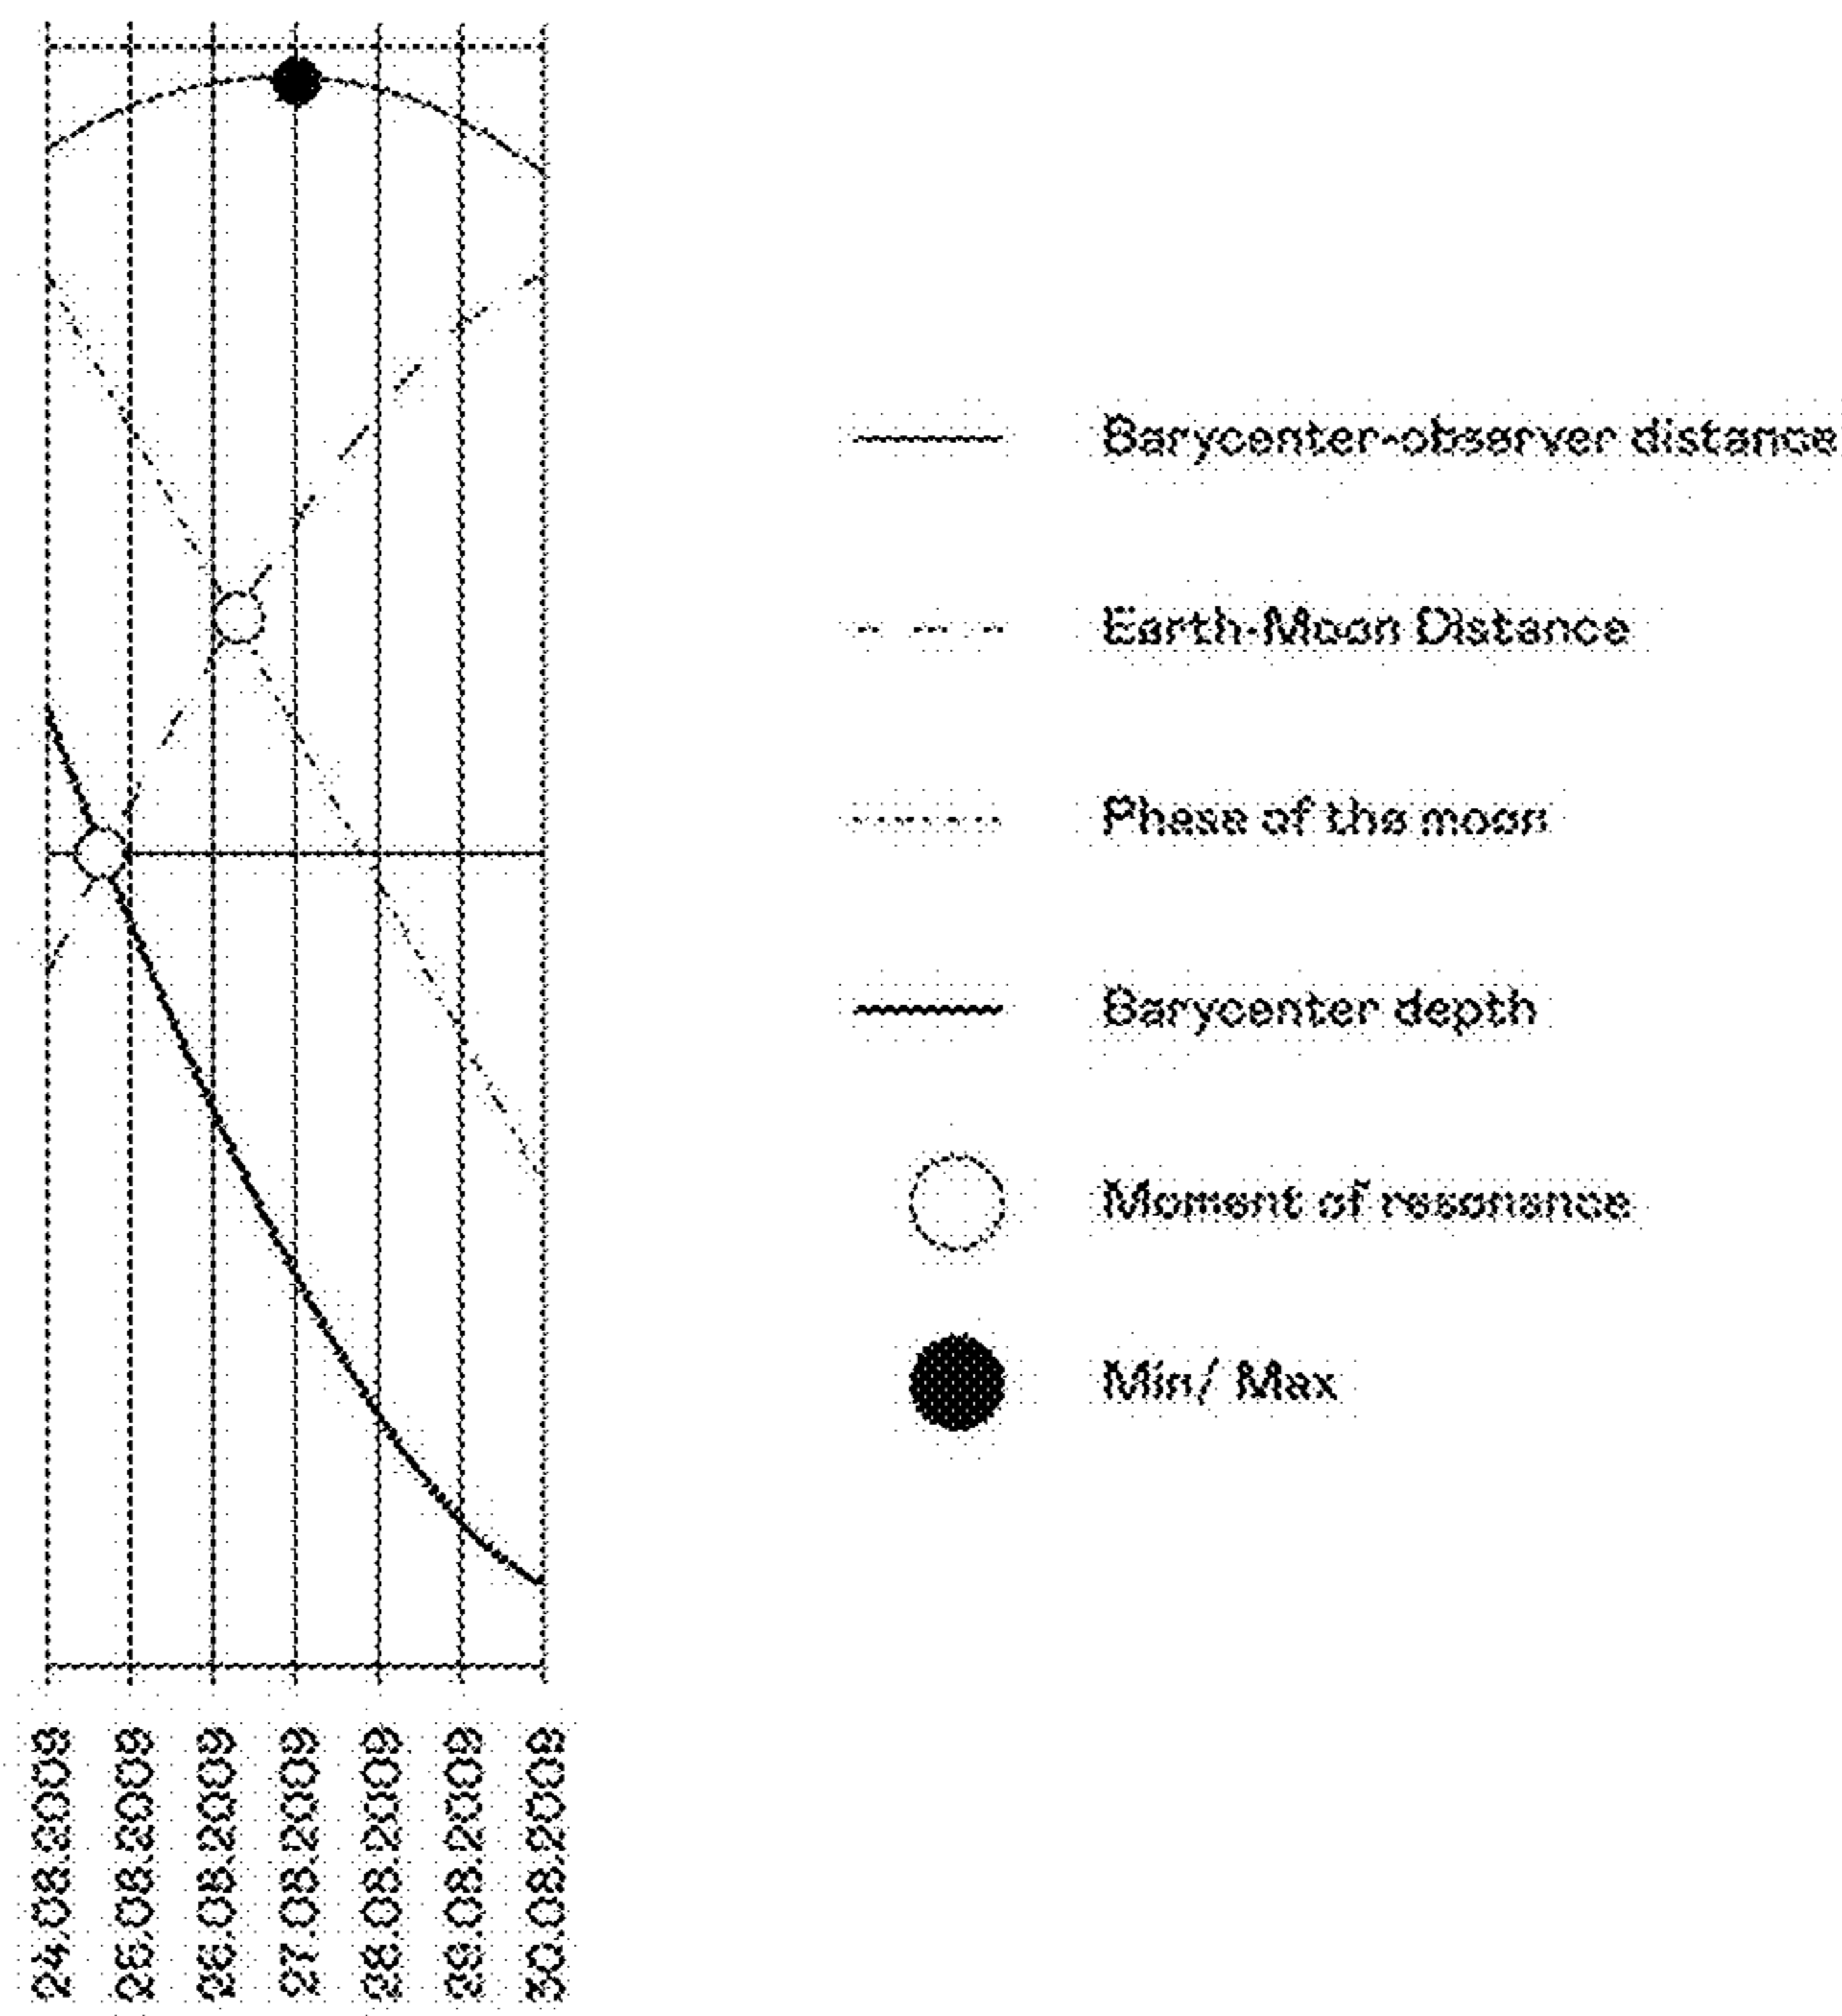 Barycenter-observer distance
Earth-Moon Distance
Phase of the moon
Barycenter depth
Moment of resonance
Min/ Max
24.08.2009
25.08.2009
26.08.2009
27.08.2009
28.08.2009
29.08.2009
30.08.2009